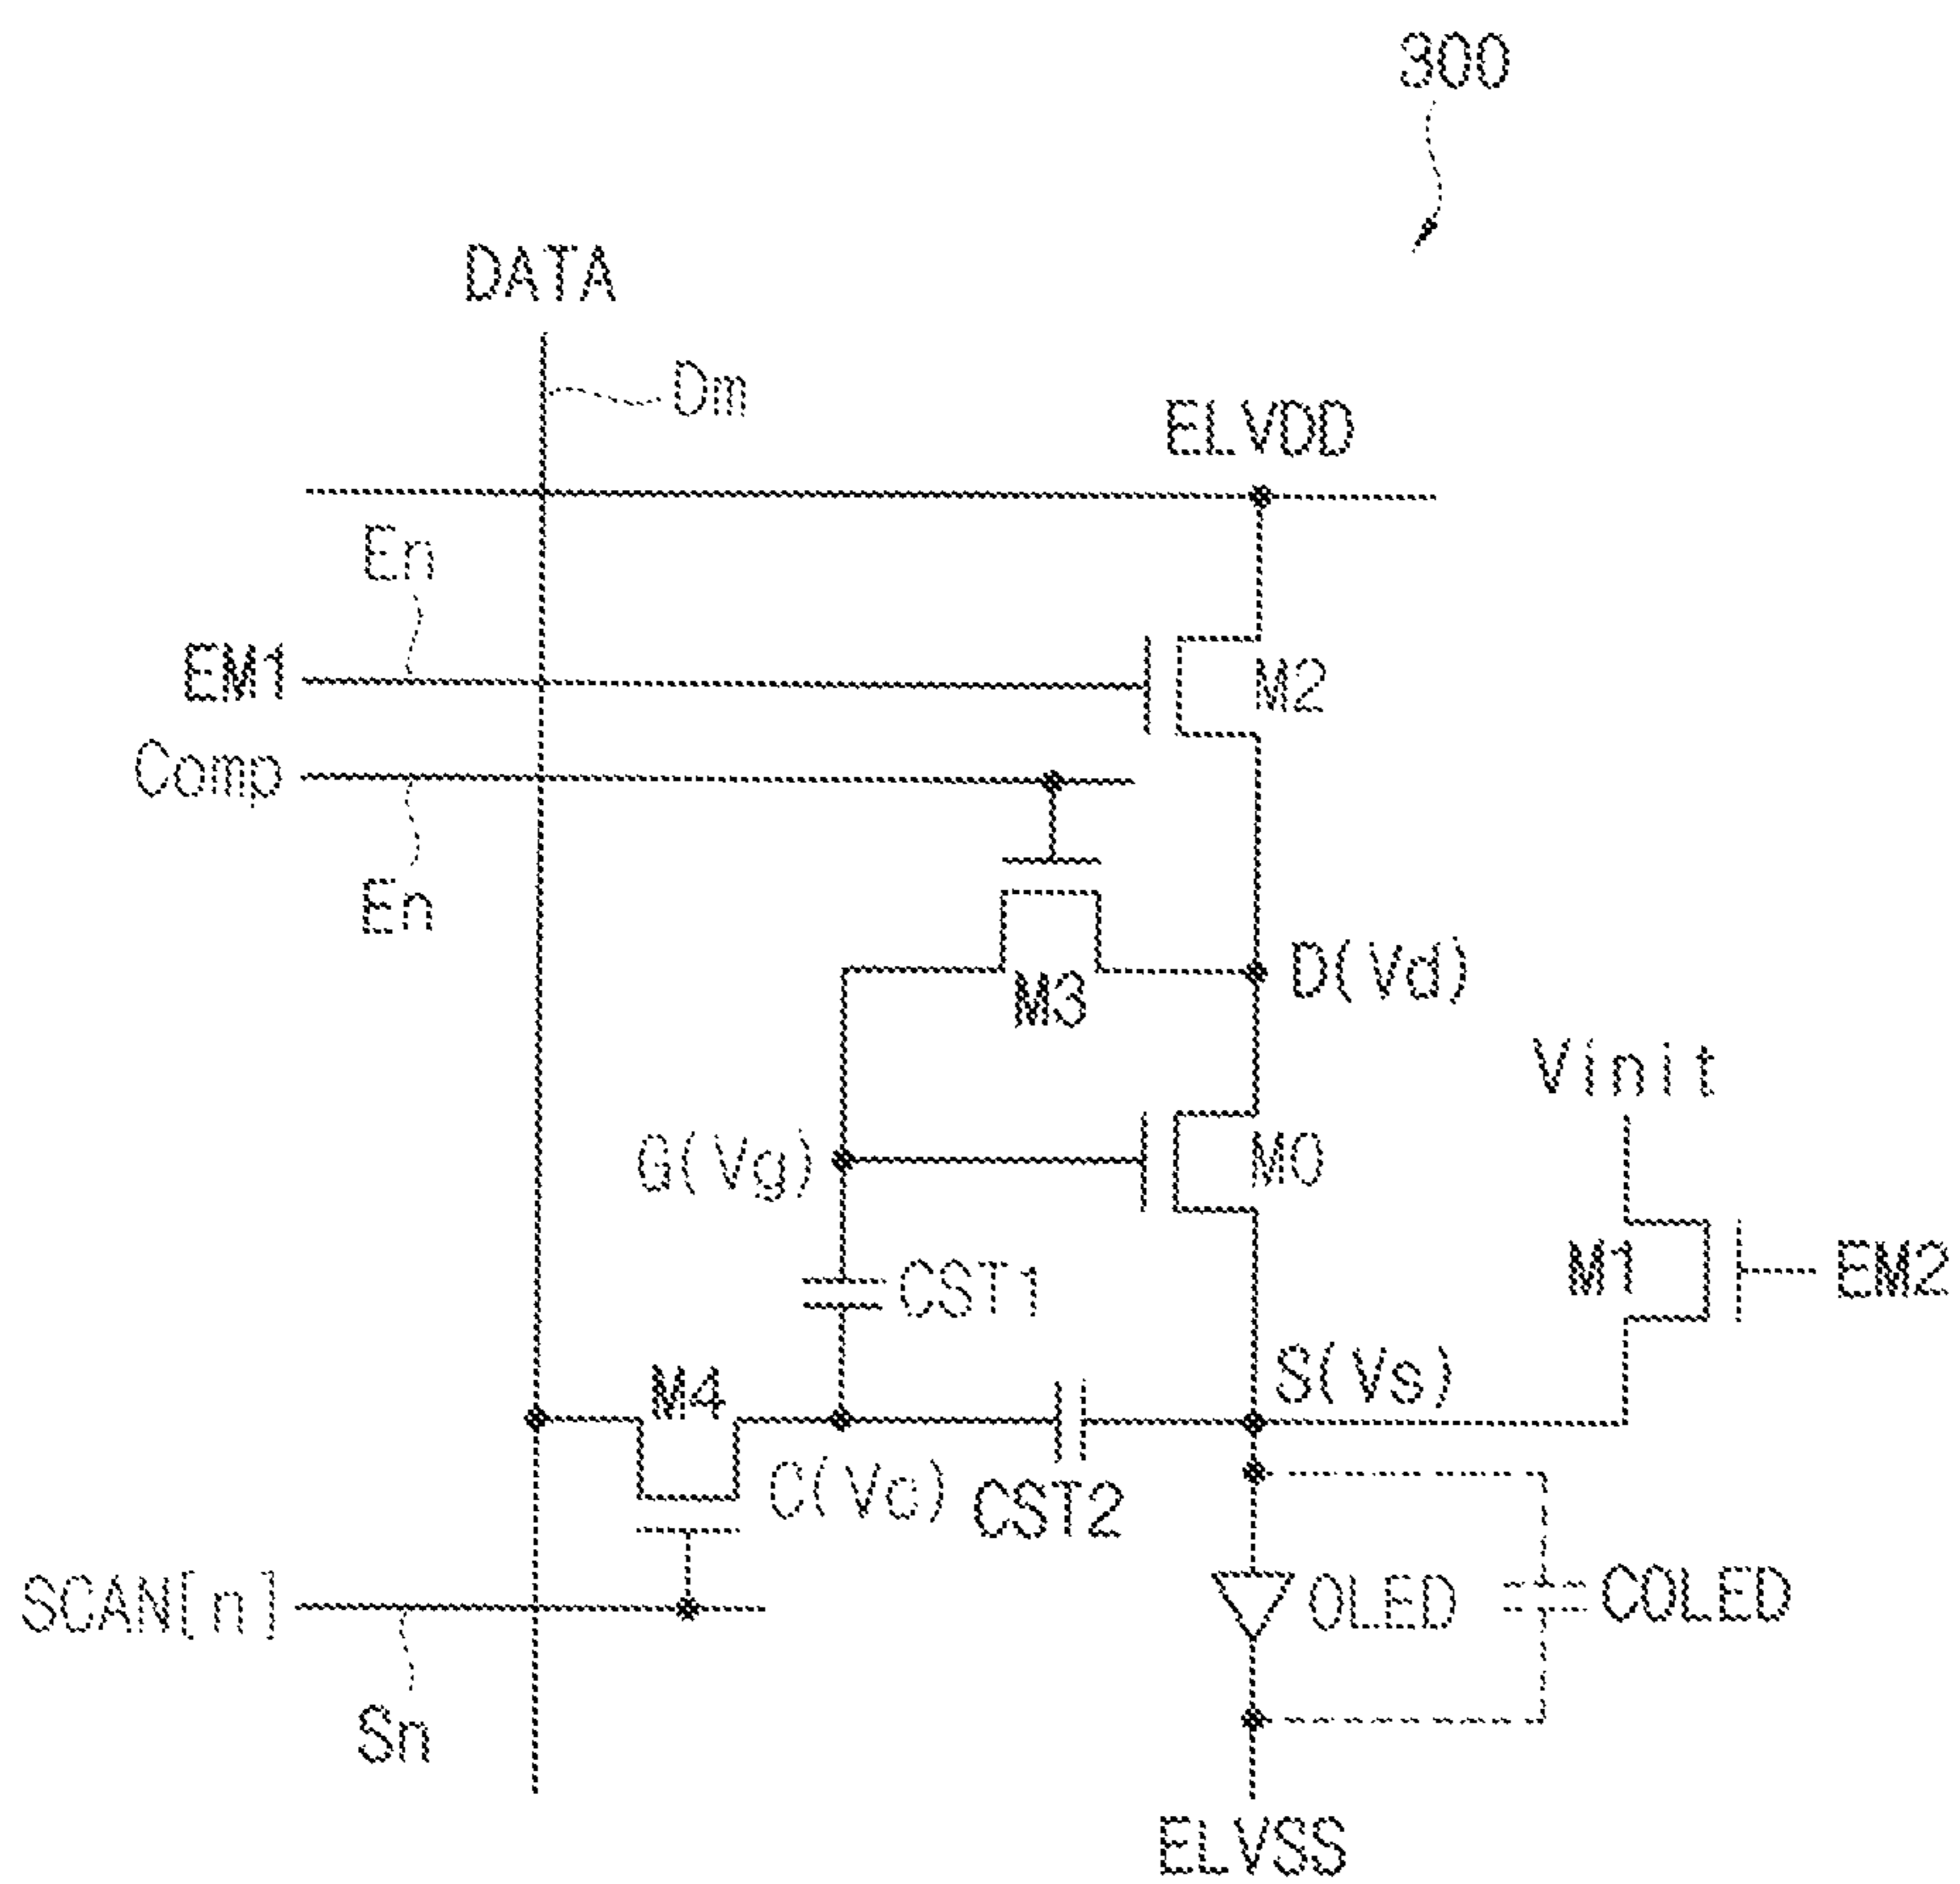 300
DATA
Dm
ELVDD
En
EM1
M2
Comp
En
D(Vd)
M3
Vinit
G(Vg)
M0
M1
EM2
CST1
S(Vs)
M4
C(Vc)
CST2
SCAN[n]
OLED
COLED
Sn
ELVSS